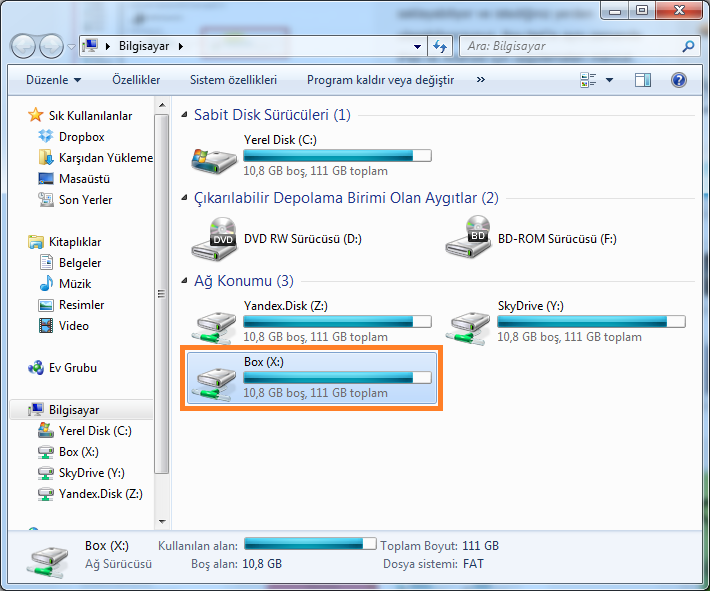 Bilgisayar
Ara: Bilgisayar
Düzenle
Özellikler
Sistem özellikleri
Program kaldır veya değiştir
»
Sık Kullanılanlar
Dropbox
Karşıdan Yükleme
Masaüstü
Son Yerler
Kitaplıklar
Belgeler
Müzik
Resimler
Video
Ev Grubu
Bilgisayar
Yerel Disk (C:)
Box (X:)
SkyDrive (Y:)
Yandex.Disk (Z:)
Sabit Disk Sürücüleri (1)
Yerel Disk (C:)
10,8 GB boş, 111 GB toplam
Çıkarılabilir Depolama Birimi Olan Aygıtlar (2)
DVD
DVD RW Sürücüsü (D:)
BD
BD-ROM Sürücüsü (F:)
Ağ Konumu (3)
Yandex.Disk (Z:)
10,8 GB boş, 111 GB toplam
SkyDrive (Y:)
10,8 GB boş, 111 GB toplam
Box (X:)
10,8 GB boş, 111 GB toplam
Box (X:) Kullanılan alan: Toplam Boyut: 111 GB
Ağ Sürücüsü Boş alan: 10,8 GB Dosya sistemi: FAT